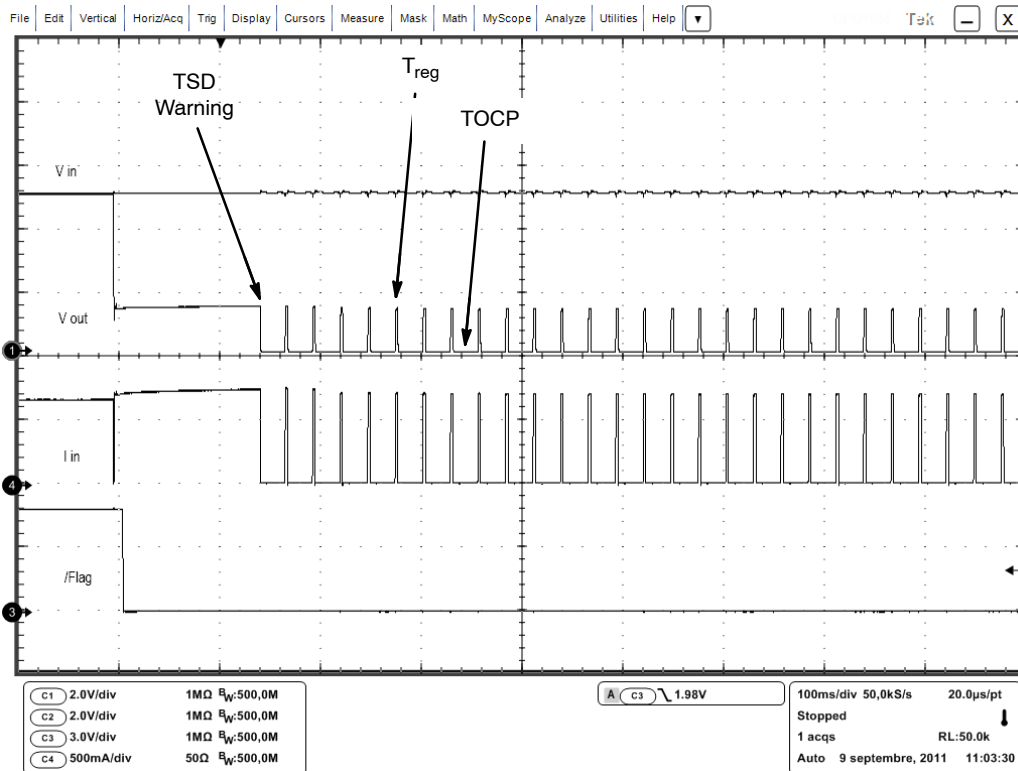 File Edit Vertical Horiz/Acq Trig Display Cursors Measure Mask Math MyScope Analyze Utilities Help ▼ Tek – X
TSD
Warning
Treg
TOCP
V in
V out
1
I in
4
/Flag
3
C1 2.0V/div 1MΩ BW:500,0M
C2 2.0V/div 1MΩ BW:500,0M
C3 3.0V/div 1MΩ BW:500,0M
C4 500mA/div 50Ω BW:500,0M
A C3 1.98V
100ms/div 50,0kS/s 20.0µs/pt
Stopped
1 acqs RL:50.0k
Auto 9 septembre, 2011 11:03:30